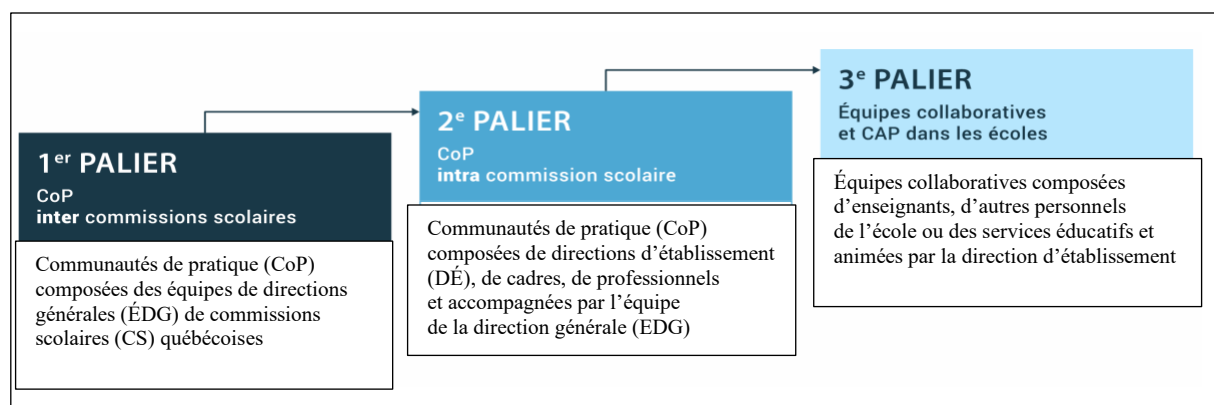 1er PALIER
CoP
inter commissions scolaires
Communautés de pratique (CoP)
composées des équipes de directions
générales (ÉDG) de commissions
scolaires (CS) québécoises
2e PALIER
CoP
intra commission scolaire
Communautés de pratique (CoP)
composées de directions d’établissement
(DÉ), de cadres, de professionnels
et accompagnées par l’équipe
de la direction générale (EDG)
3e PALIER
Équipes collaboratives
et CAP dans les écoles
Équipes collaboratives composées
d’enseignants, d’autres personnels
de l’école ou des services éducatifs et
animées par la direction d’établissement